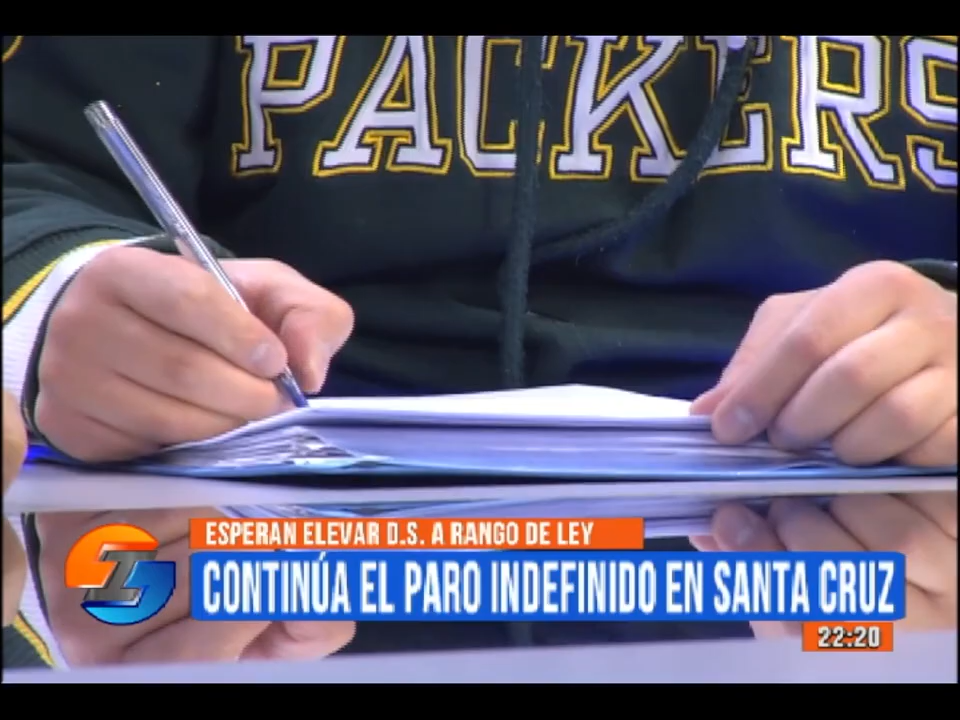 PACKERS
ESPERAN ELEVAR D.S. A RANGO DE LEY
CONTINÚA EL PARO INDEFINIDO EN SANTA CRUZ
22:20